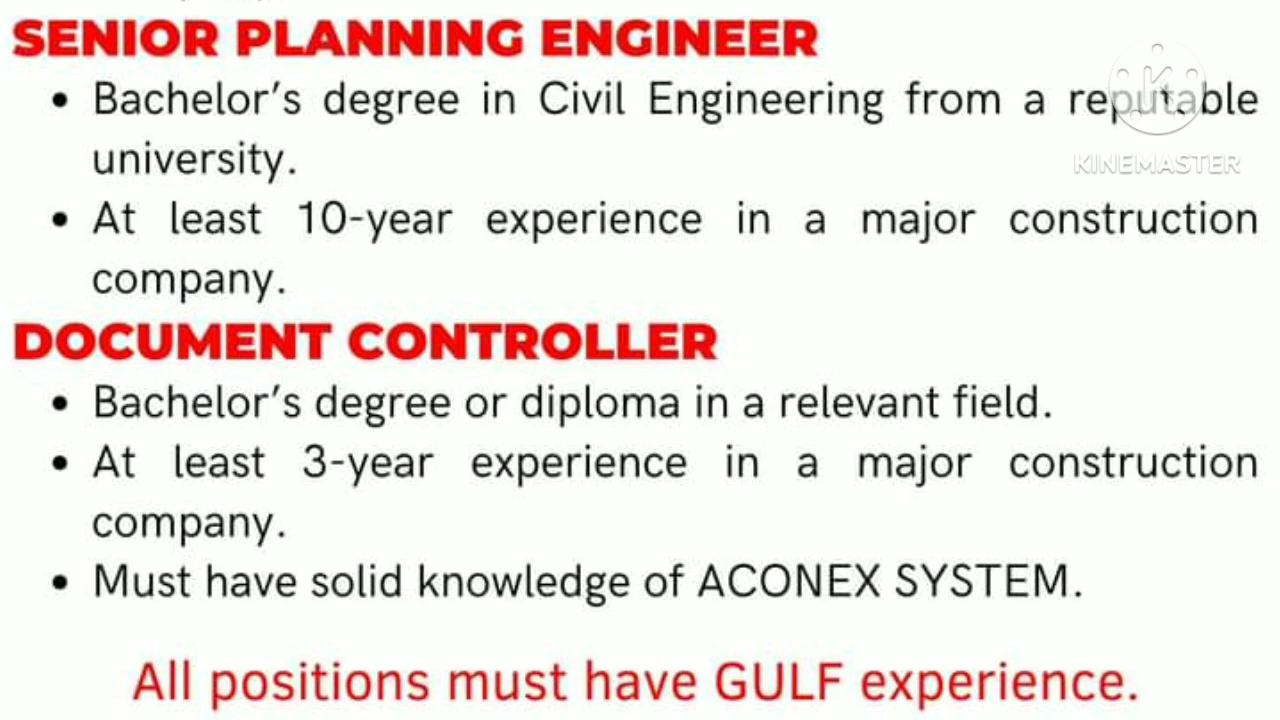 SENIOR PLANNING ENGINEER
• Bachelor's degree in Civil Engineering from a reputable
university.
• At least 10-year experience in a major construction
company.
DOCUMENT CONTROLLER
• Bachelor's degree or diploma in a relevant field.
• At least 3-year experience in a major construction
company.
• Must have solid knowledge of ACONEX SYSTEM.
All positions must have GULF experience.
K
KINEMASTER